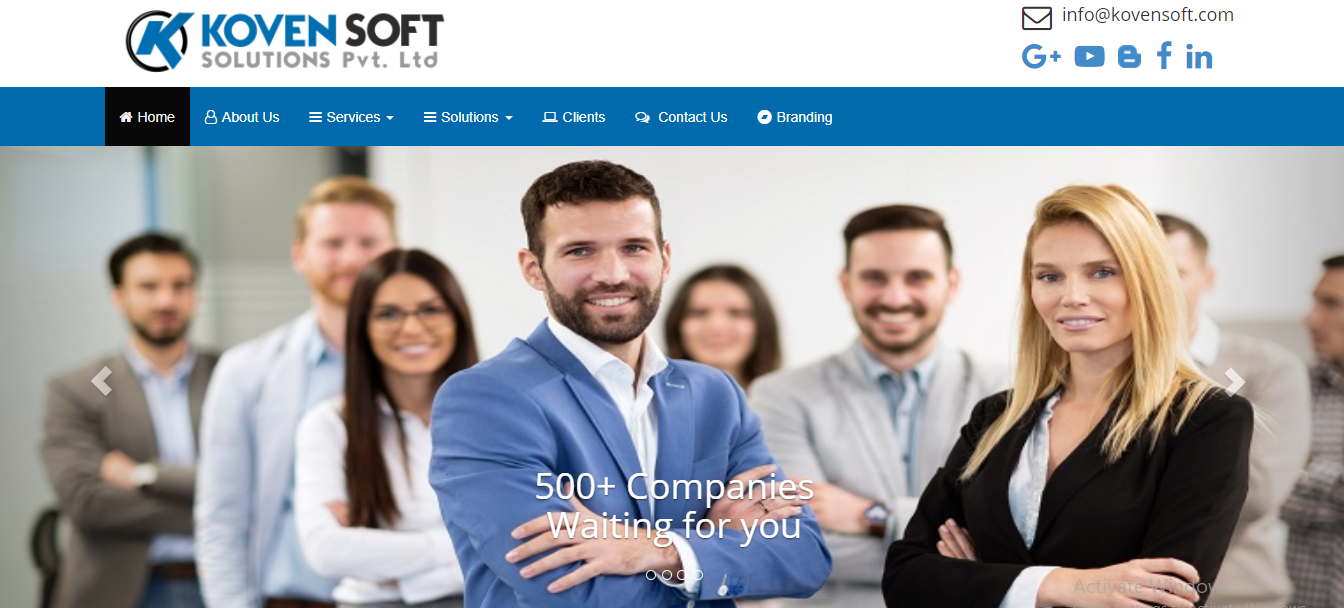 KOVEN SOFT
SOLUTIONS Pvt. Ltd
info@kovensoft.com
Home About Us Services Solutions Clients Contact Us Branding
500+ Companies
Waiting for you
Activate Windows